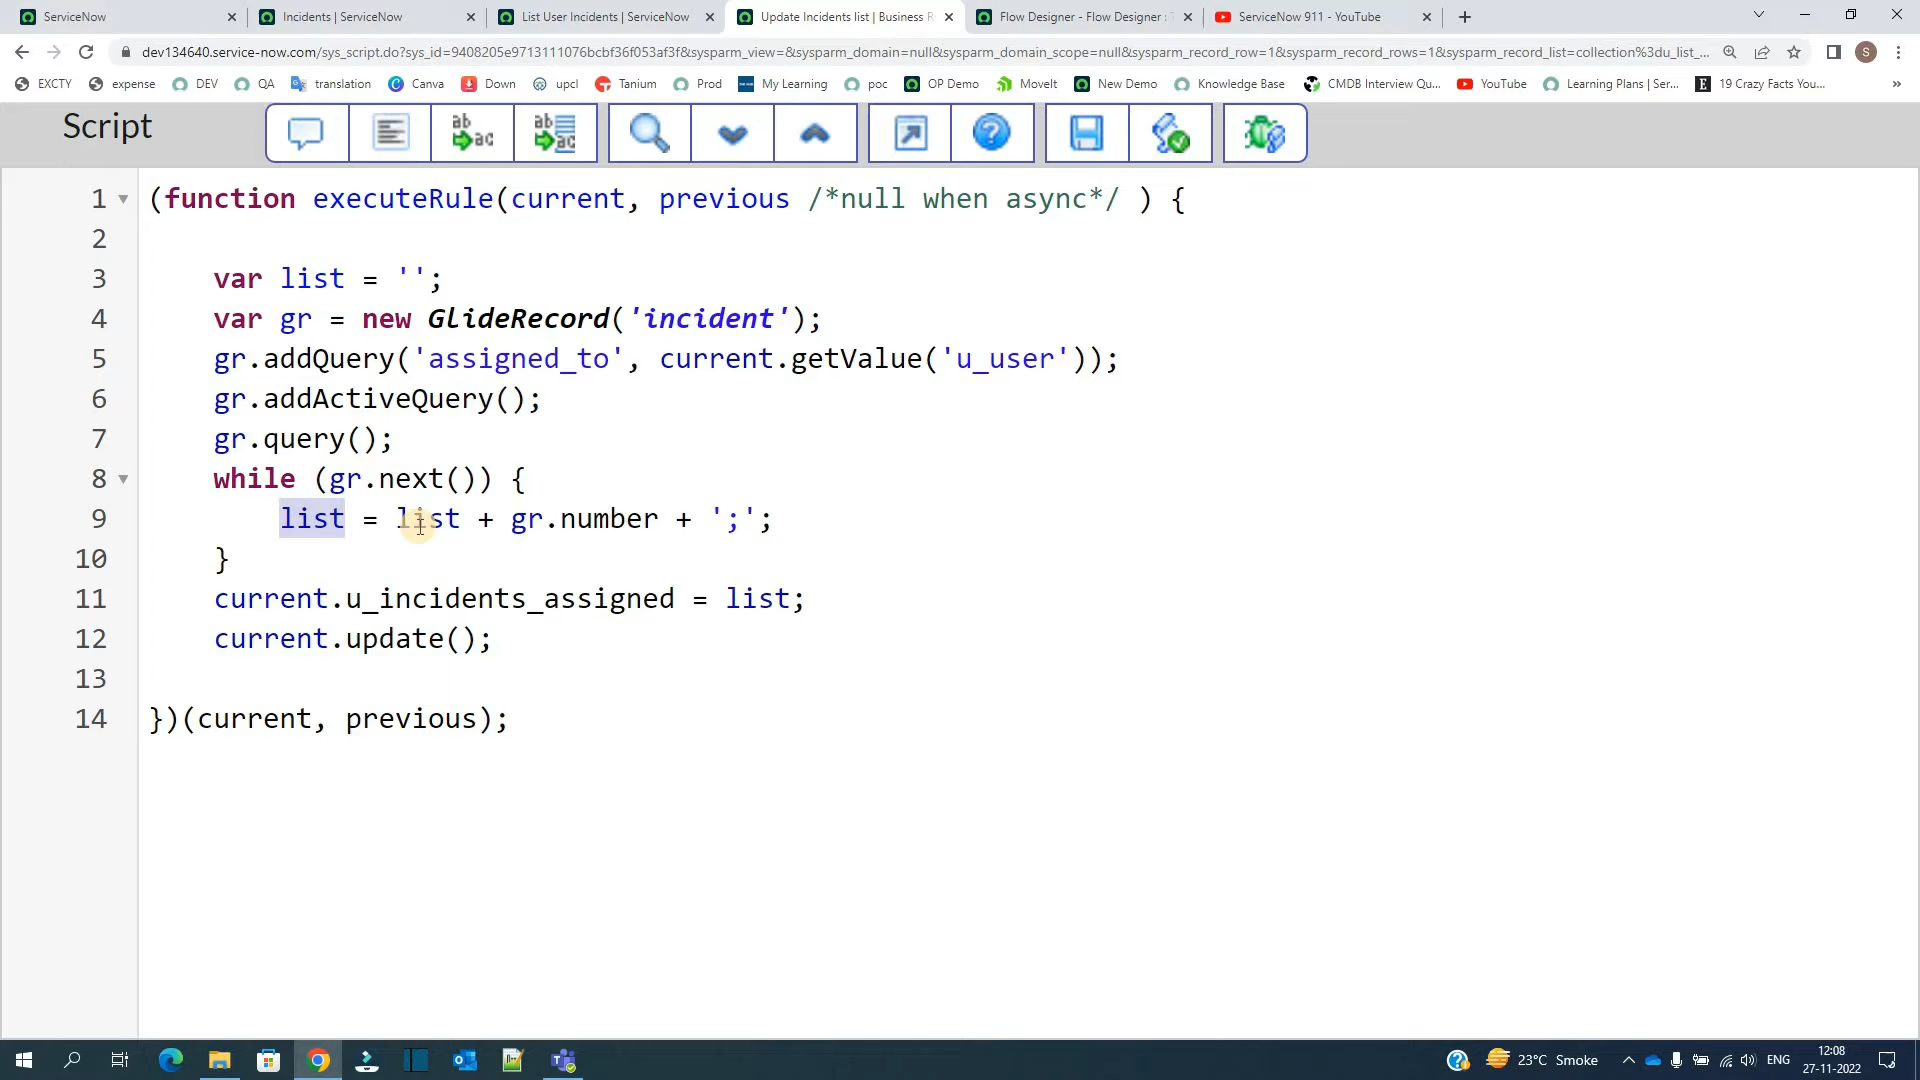 ServiceNow
Incidents | ServiceNow
List User Incidents | ServiceNow
Update Incidents list | Business R
Flow Designer - Flow Designer :
ServiceNow 911 - YouTube
dev134640.service-now.com/sys_script.do?sys_id=9408205e9713111076bcbf36f053af3f&sysparm_view=&sysparm_domain=null&sysparm_domain_scope=null&sysparm_record_row=1&sysparm_record_rows=1&sysparm_record_list=collection%3du_list_...
S
EXCTY
expense
DEV
QA
translation
Canva
Down
upcl
Tanium
Prod
My Learning
poc
OP Demo
MoveIt
New Demo
Knowledge Base
CMDB Interview Qu...
YouTube
Learning Plans | Ser...
19 Crazy Facts You...
»
Script
1 (function executeRule(current, previous /*null when async*/ ) {
2
3 var list = '';
4 var gr = new GlideRecord('incident');
5 gr.addQuery('assigned_to', current.getValue('u_user'));
6 gr.addActiveQuery();
7 gr.query();
8 while (gr.next()) {
9 list = list + gr.number + ';';
10 }
11 current.u_incidents_assigned = list;
12 current.update();
13
14 })(current, previous);
23°C Smoke
ENG
12:08
27-11-2022